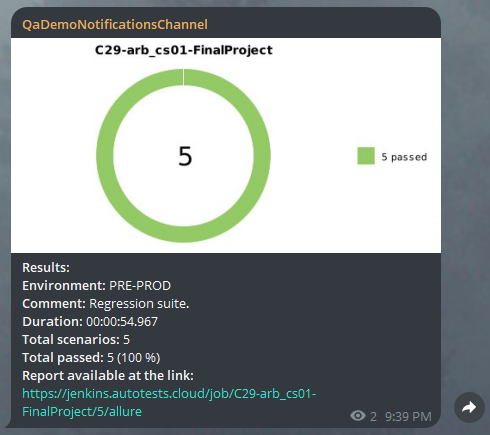 QaDemoNotificationsChannel
C29-arb_cs01-FinalProject
5
5 passed
Results:
Environment: PRE-PROD
Comment: Regression suite.
Duration: 00:00:54.967
Total scenarios: 5
Total passed: 5 (100 %)
Report available at the link:
https://jenkins.autotests.cloud/job/C29-arb_cs01-
FinalProject/5/allure
2 9:39 PM